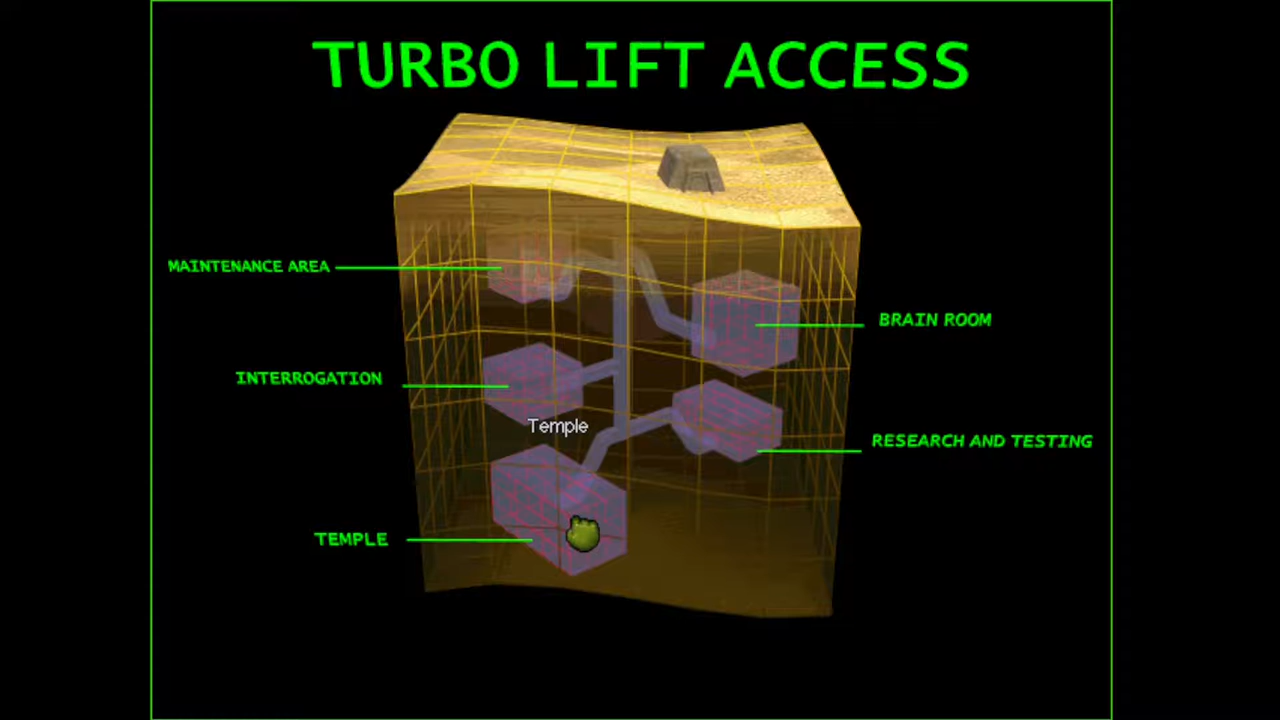 TURBO LIFT ACCESS
MAINTENANCE AREA
BRAIN ROOM
INTERROGATION
Temple
RESEARCH AND TESTING
TEMPLE